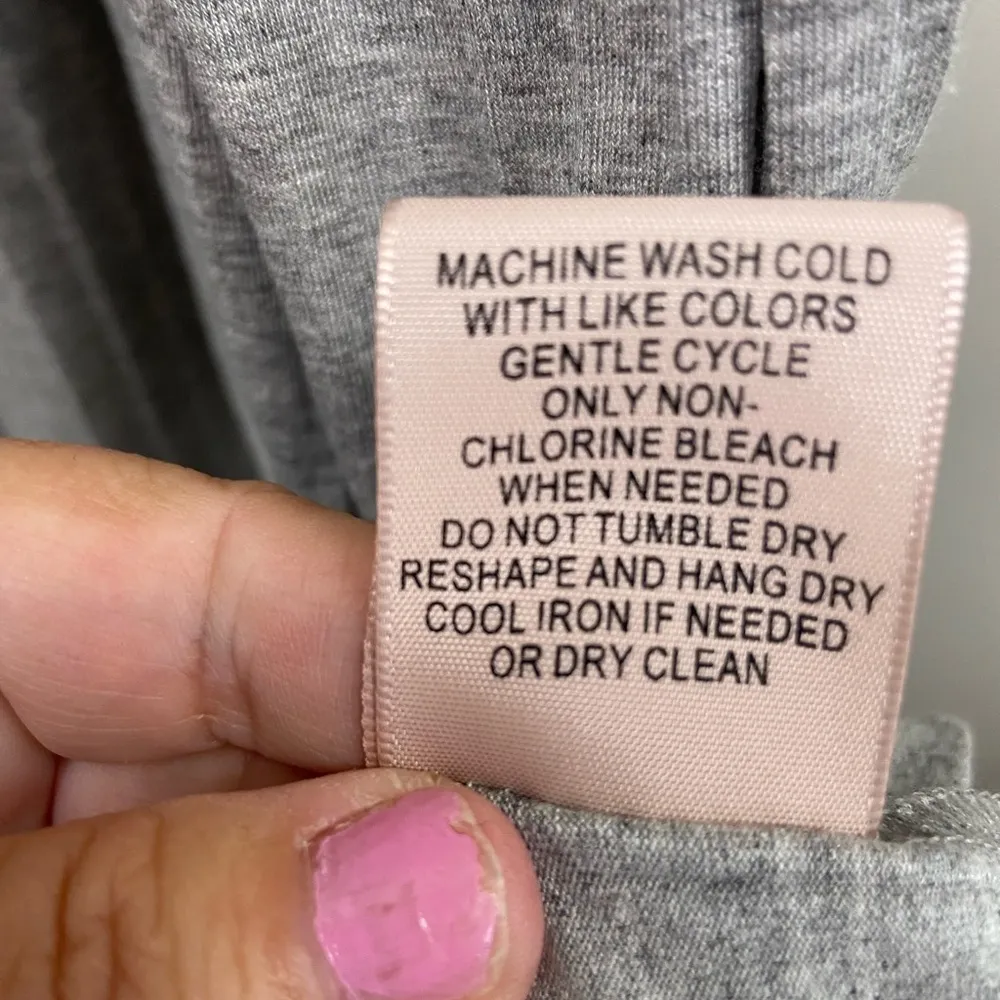 MACHINE WASH COLD
WITH LIKE COLORS
GENTLE CYCLE
ONLY NON-
CHLORINE BLEACH
WHEN NEEDED
DO NOT TUMBLE DRY
RESHAPE AND HANG DRY
COOL IRON IF NEEDED
OR DRY CLEAN